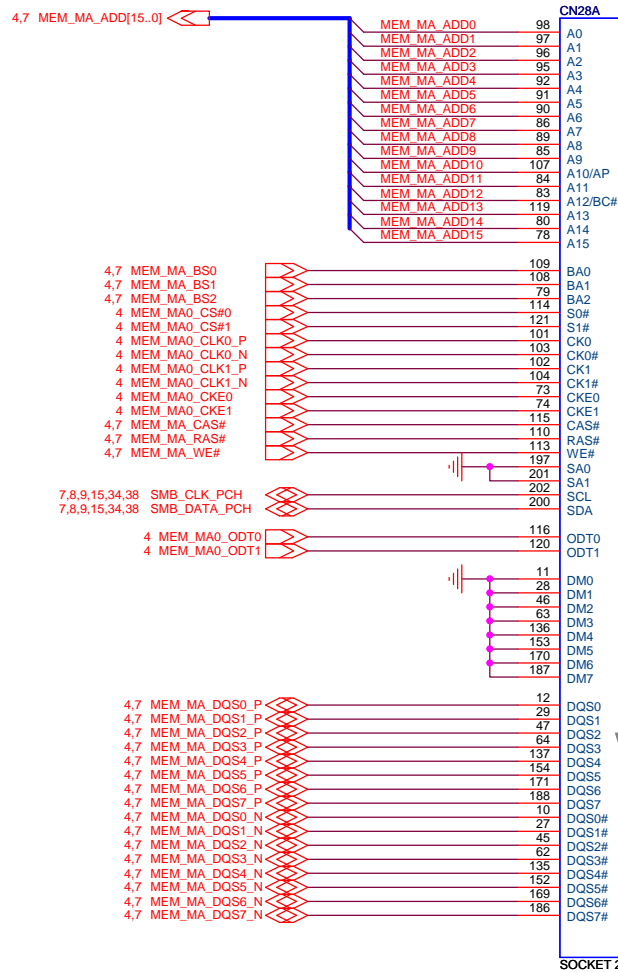 CN28A
4,7 MEM_MA_ADD[15..0]
MEM_MA_ADD0 98 A0
MEM_MA_ADD1 97 A1
MEM_MA_ADD2 96 A2
MEM_MA_ADD3 95 A3
MEM_MA_ADD4 92 A4
MEM_MA_ADD5 91 A5
MEM_MA_ADD6 90 A6
MEM_MA_ADD7 86 A7
MEM_MA_ADD8 89 A8
MEM_MA_ADD9 85 A9
MEM_MA_ADD10 107 A10/AP
MEM_MA_ADD11 84 A11
MEM_MA_ADD12 83 A12/BC#
MEM_MA_ADD13 119 A13
MEM_MA_ADD14 80 A14
MEM_MA_ADD15 78 A15
4,7 MEM_MA_BS0 109 BA0
4,7 MEM_MA_BS1 108 BA1
4,7 MEM_MA_BS2 79 BA2
4 MEM_MA0_CS#0 114 S0#
4 MEM_MA0_CS#1 121 S1#
4 MEM_MA0_CLK0_P 101 CK0
4 MEM_MA0_CLK0_N 103 CK0#
4 MEM_MA0_CLK1_P 102 CK1
4 MEM_MA0_CLK1_N 104 CK1#
4 MEM_MA0_CKE0 73 CKE0
4 MEM_MA0_CKE1 74 CKE1
4,7 MEM_MA_CAS# 115 CAS#
4,7 MEM_MA_RAS# 110 RAS#
4,7 MEM_MA_WE# 113 WE#
197 SA0
201 SA1
7,8,9,15,34,38 SMB_CLK_PCH 202 SCL
7,8,9,15,34,38 SMB_DATA_PCH 200 SDA
4 MEM_MA0_ODT0 116 ODT0
4 MEM_MA0_ODT1 120 ODT1
11 DM0
28 DM1
46 DM2
63 DM3
136 DM4
153 DM5
170 DM6
187 DM7
4,7 MEM_MA_DQS0_P 12 DQS0
4,7 MEM_MA_DQS1_P 29 DQS1
4,7 MEM_MA_DQS2_P 47 DQS2
4,7 MEM_MA_DQS3_P 64 DQS3
4,7 MEM_MA_DQS4_P 137 DQS4
4,7 MEM_MA_DQS5_P 154 DQS5
4,7 MEM_MA_DQS6_P 171 DQS6
4,7 MEM_MA_DQS7_P 188 DQS7
4,7 MEM_MA_DQS0_N 10 DQS0#
4,7 MEM_MA_DQS1_N 27 DQS1#
4,7 MEM_MA_DQS2_N 45 DQS2#
4,7 MEM_MA_DQS3_N 62 DQS3#
4,7 MEM_MA_DQS4_N 135 DQS4#
4,7 MEM_MA_DQS5_N 152 DQS5#
4,7 MEM_MA_DQS6_N 169 DQS6#
4,7 MEM_MA_DQS7_N 186 DQS7#
SOCKET 2